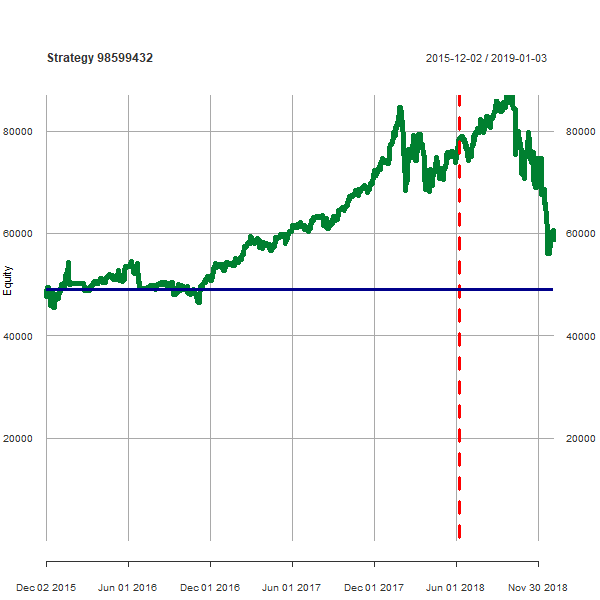 Strategy 98599432 2015-12-02 / 2019-01-03
80000 80000
60000 60000
Equity
40000 40000
20000 20000
Dec 02 2015 Jun 01 2016 Dec 01 2016 Jun 01 2017 Dec 01 2017 Jun 01 2018 Nov 30 2018